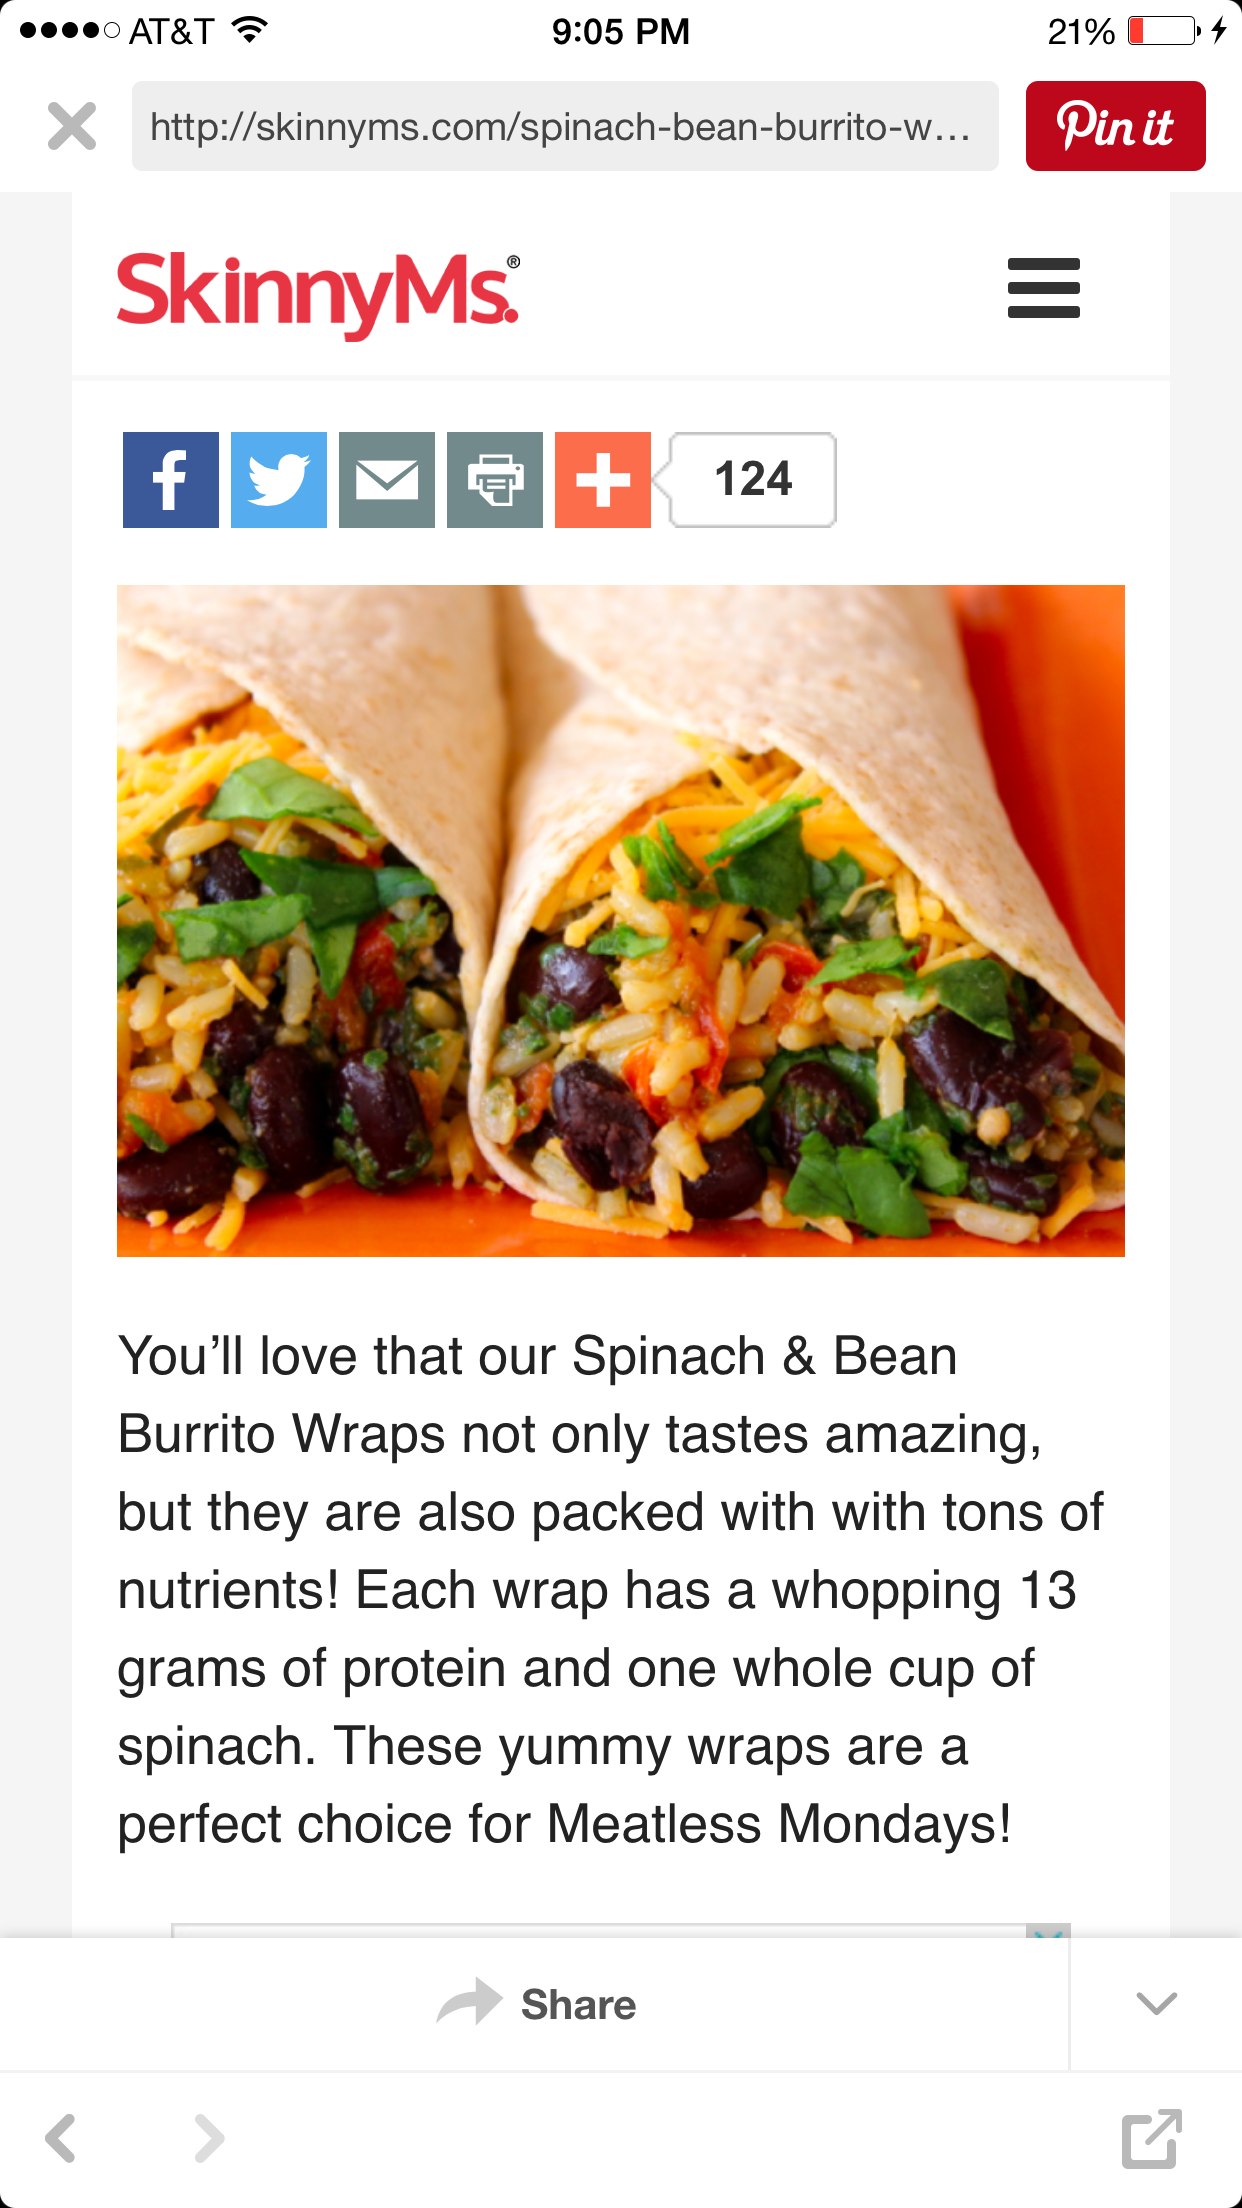 AT&T 9:05 PM 21%
http://skinnyms.com/spinach-bean-burrito-w... Pin it
SkinnyMs.®
124
You’ll love that our Spinach & Bean
Burrito Wraps not only tastes amazing,
but they are also packed with with tons of
nutrients! Each wrap has a whopping 13
grams of protein and one whole cup of
spinach. These yummy wraps are a
perfect choice for Meatless Mondays!
Share